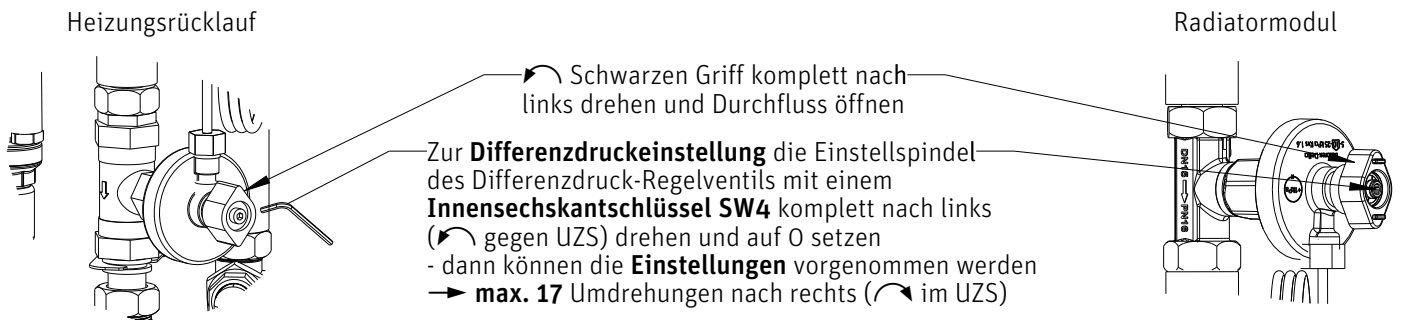 Heizungsrücklauf
Radiatormodul
Schwarzen Griff komplett nach
links drehen und Durchfluss öffnen
Zur Differenzdruckeinstellung die Einstellspindel
des Differenzdruck-Regelventils mit einem
Innensechskantschlüssel SW4 komplett nach links
(↶ gegen UZS) drehen und auf 0 setzen
- dann können die Einstellungen vorgenommen werden
→ max. 17 Umdrehungen nach rechts (↷ im UZS)
DN15 → PN16